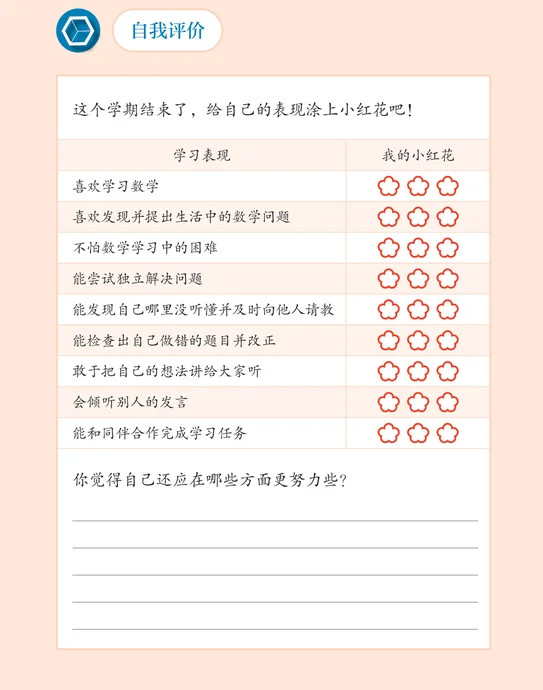 自我评价
这个学期结束了，给自己的表现涂上小红花吧！
学习表现 我的小红花
喜欢学习数学
喜欢发现并提出生活中的数学问题
不怕数学学习中的困难
能尝试独立解决问题
能发现自己哪里没听懂并及时向他人请教
能检查出自己做错的题目并改正
敢于把自己的想法讲给大家听
会倾听别人的发言
能和同伴合作完成学习任务
你觉得自己还应在哪些方面更努力些？